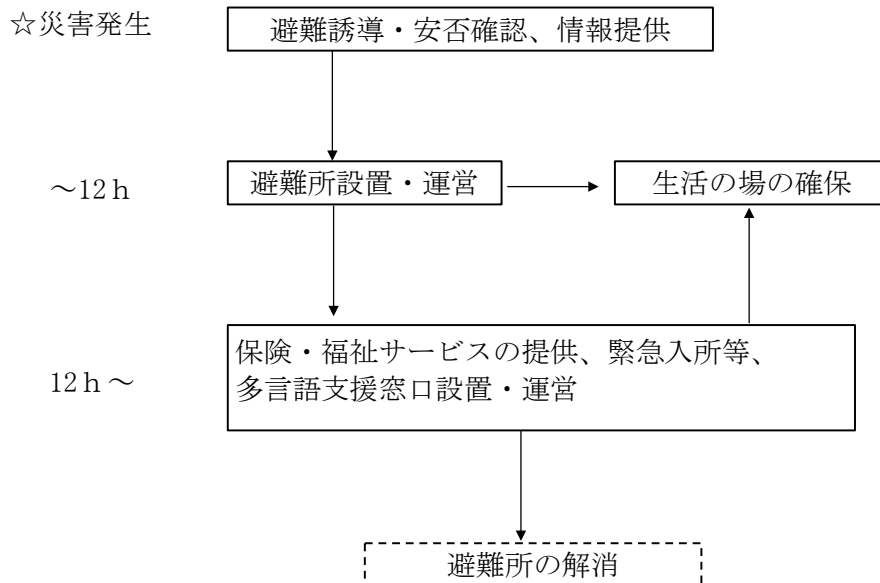 ☆災害発生
避難誘導・安否確認、情報提供
～12ｈ
避難所設置・運営
生活の場の確保
12ｈ～
保険・福祉サービスの提供、緊急入所等、
多言語支援窓口設置・運営
避難所の解消